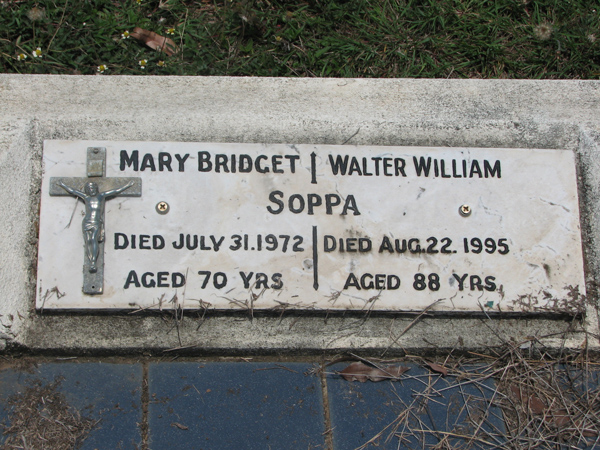 MARY BRIDGET | WALTER WILLIAM
SOPPA
DIED JULY 31.1972 | DIED AUG.22.1995
AGED 70 YRS | AGED 88 YRS.